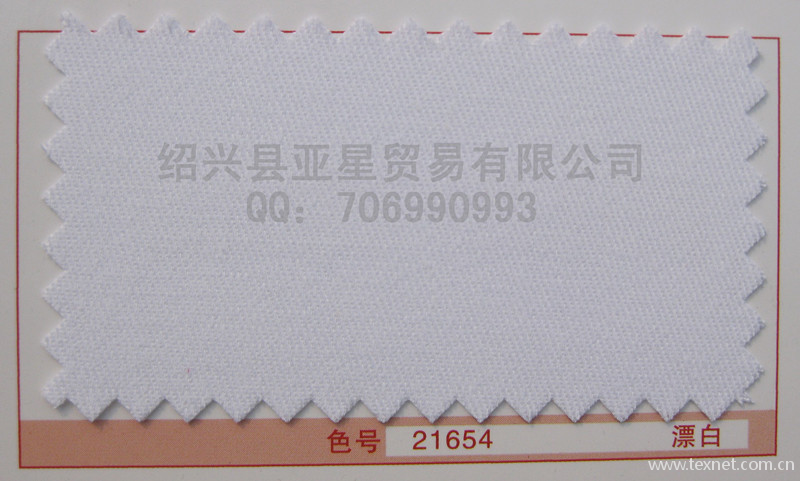 绍兴县亚星贸易有限公司
QQ：706990993
色号 21654 漂白
www.texnet.com.cn